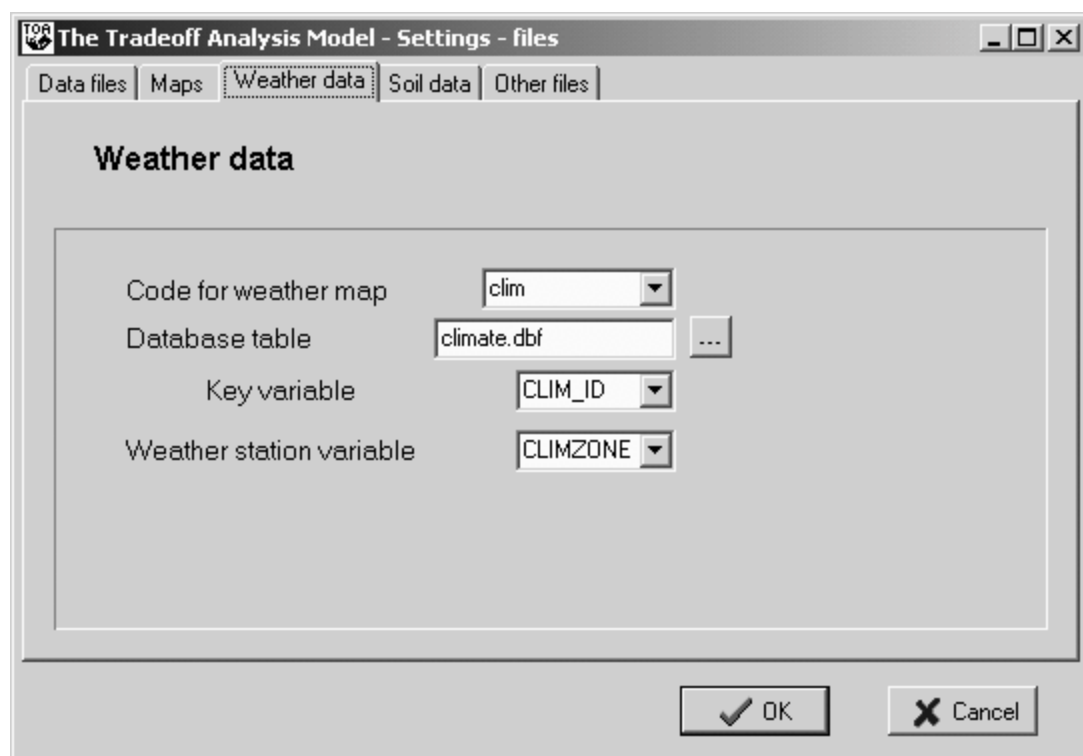 TOA The Tradeoff Analysis Model - Settings - files
Data files Maps Weather data Soil data Other files
Weather data
Code for weather map clim
Database table climate.dbf ...
Key variable CLIM_ID
Weather station variable CLIMZONE
OK Cancel